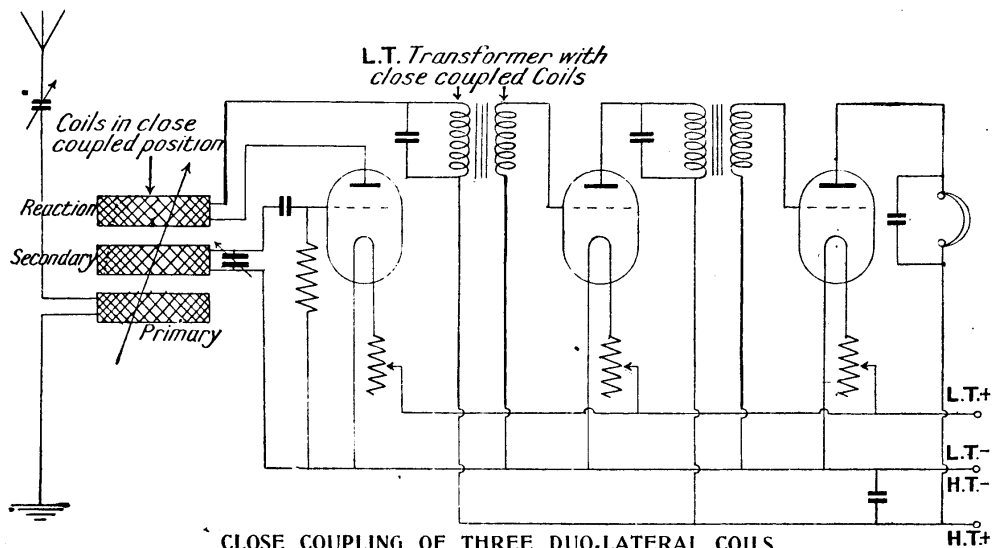 L.T. Transformer with
close coupled Coils
Coils in close
coupled position
Reaction
Secondary
Primary
L.T.+
L.T.-
H.T.-
H.T.+
CLOSE COUPLING OF THREE DUO-LATERAL COILS